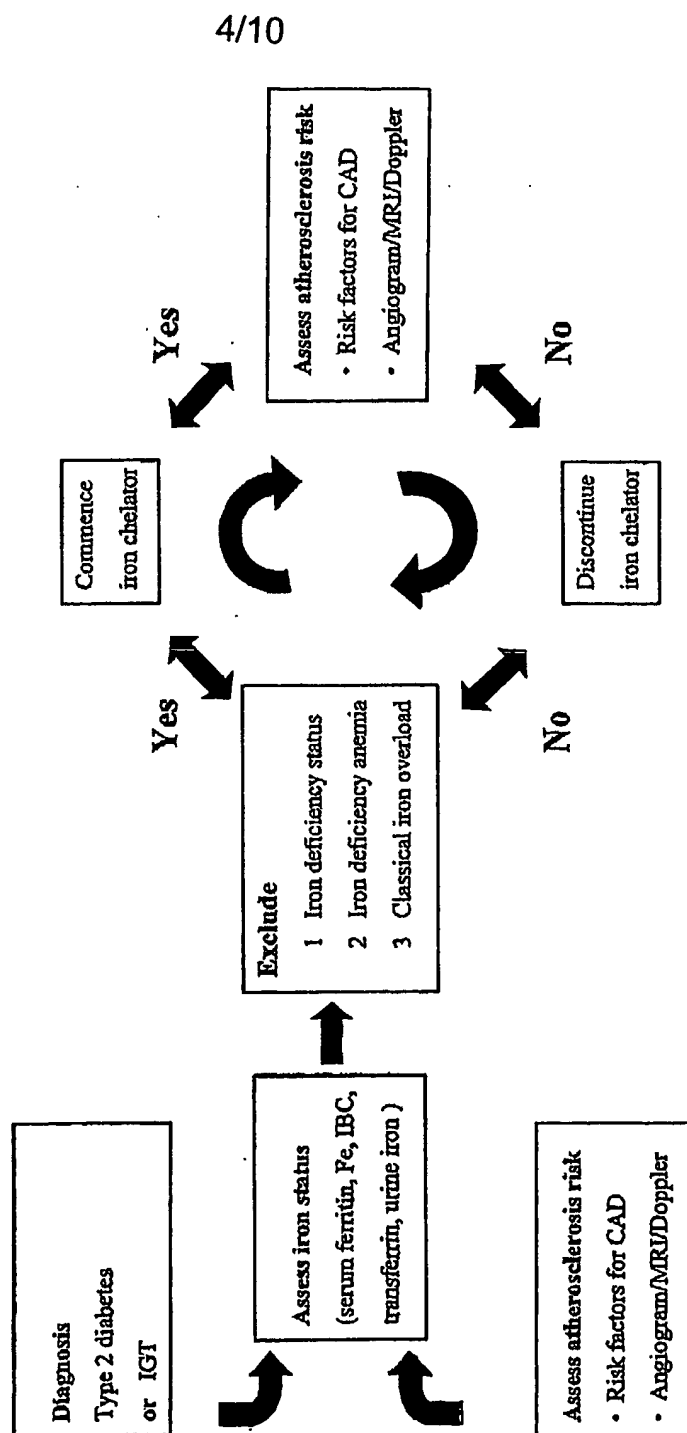 4/10
Diagnosis
Type 2 diabetes
or IGT
Assess iron status
(serum ferritin, Fe, IBC,
transferrin, urine iron )
Assess atherosclerosis risk
• Risk factors for CAD
• Angiogram/MRI/Doppler
Exclude
1 Iron deficiency status
2 Iron deficiency anemia
3 Classical iron overload
Yes
No
Commence
iron chelator
Discontinue
iron chelator
Yes
No
Assess atherosclerosis risk
• Risk factors for CAD
• Angiogram/MRI/Doppler